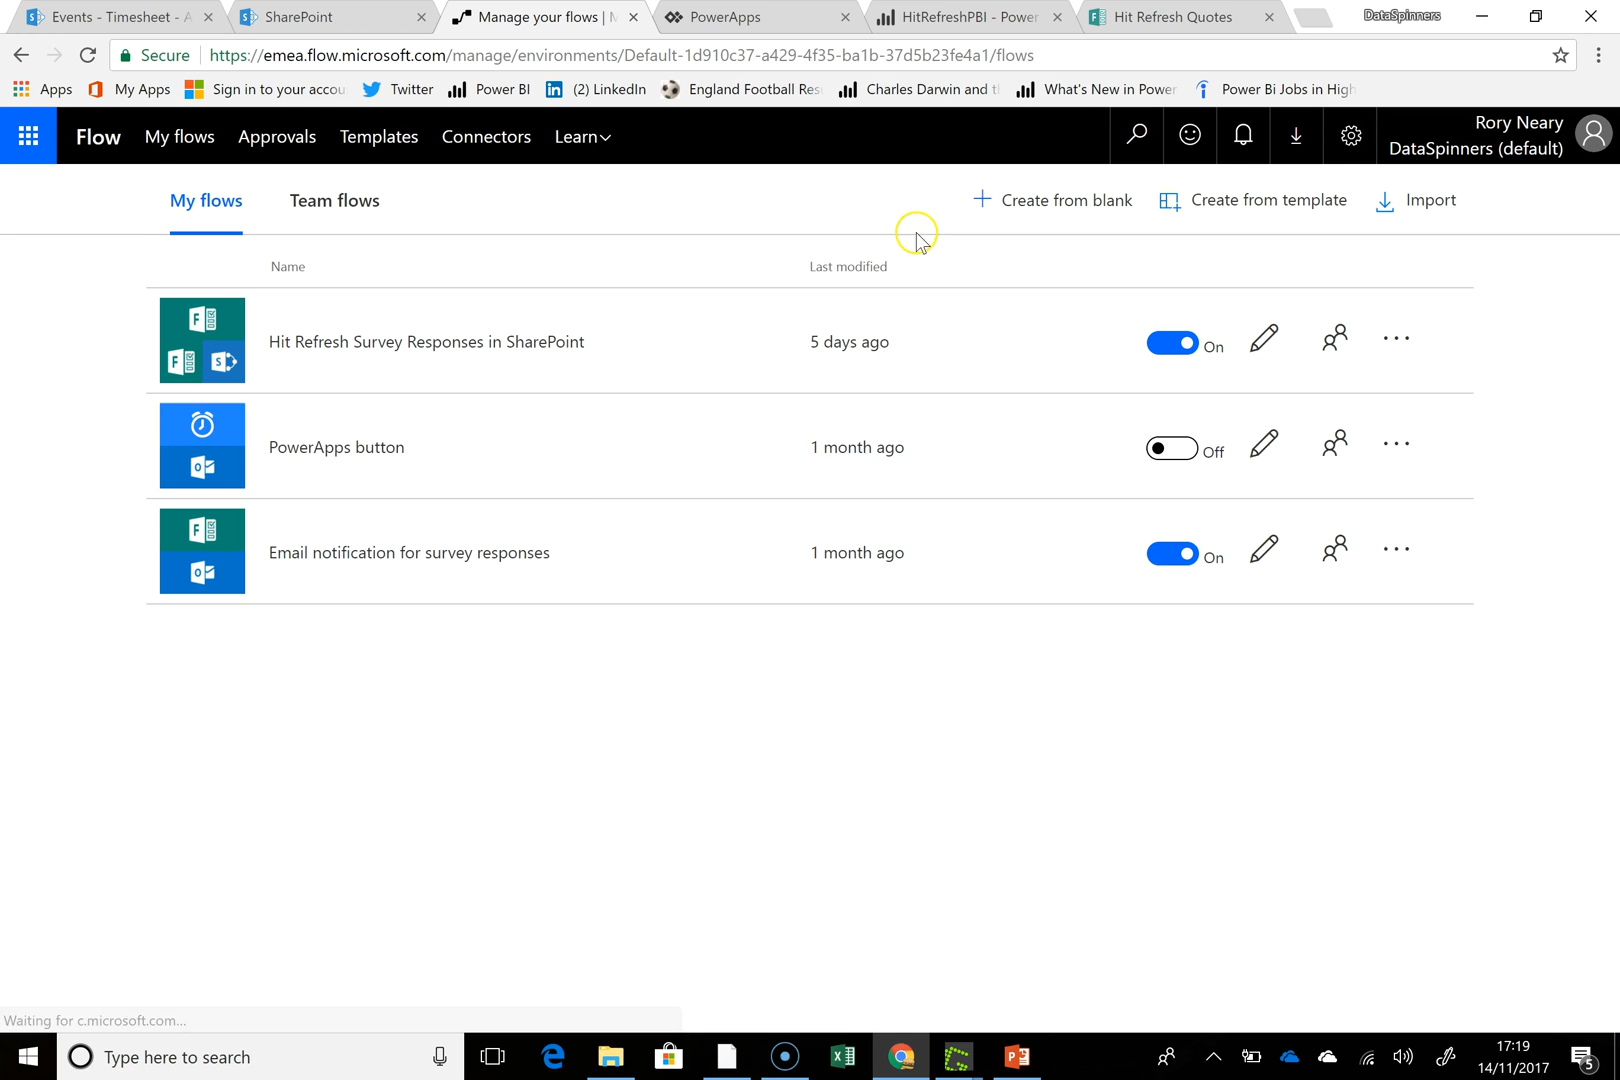 Events - Timesheet - A
SharePoint
Manage your flows | M
PowerApps
HitRefreshPBI - Power
Hit Refresh Quotes
DataSpinners
Secure
https://emea.flow.microsoft.com/manage/environments/Default-1d910c37-a429-4f35-ba1b-37d5b23fe4a1/flows
Apps
My Apps
Sign in to your accou
Twitter
Power BI
(2) LinkedIn
England Football Res
Charles Darwin and t
What's New in Power
Power Bi Jobs in High
Flow
My flows
Approvals
Templates
Connectors
Learn
Rory Neary
DataSpinners (default)
My flows
Team flows
Create from blank
Create from template
Import
Name
Last modified
Hit Refresh Survey Responses in SharePoint
5 days ago
On
PowerApps button
1 month ago
Off
Email notification for survey responses
1 month ago
On
Waiting for c.microsoft.com...
Type here to search
17:19
14/11/2017
5